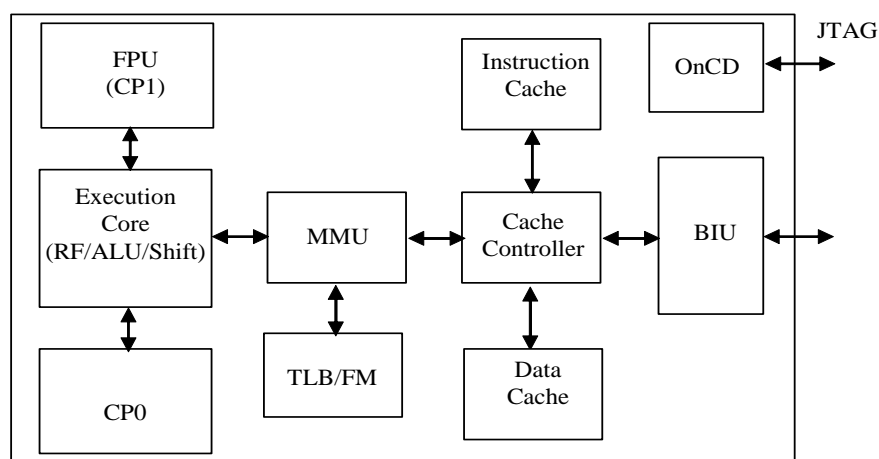 FPU
(CP1)
Instruction
Cache
OnCD
JTAG
Execution
Core
(RF/ALU/Shift)
MMU
Cache
Controller
BIU
CP0
TLB/FM
Data
Cache